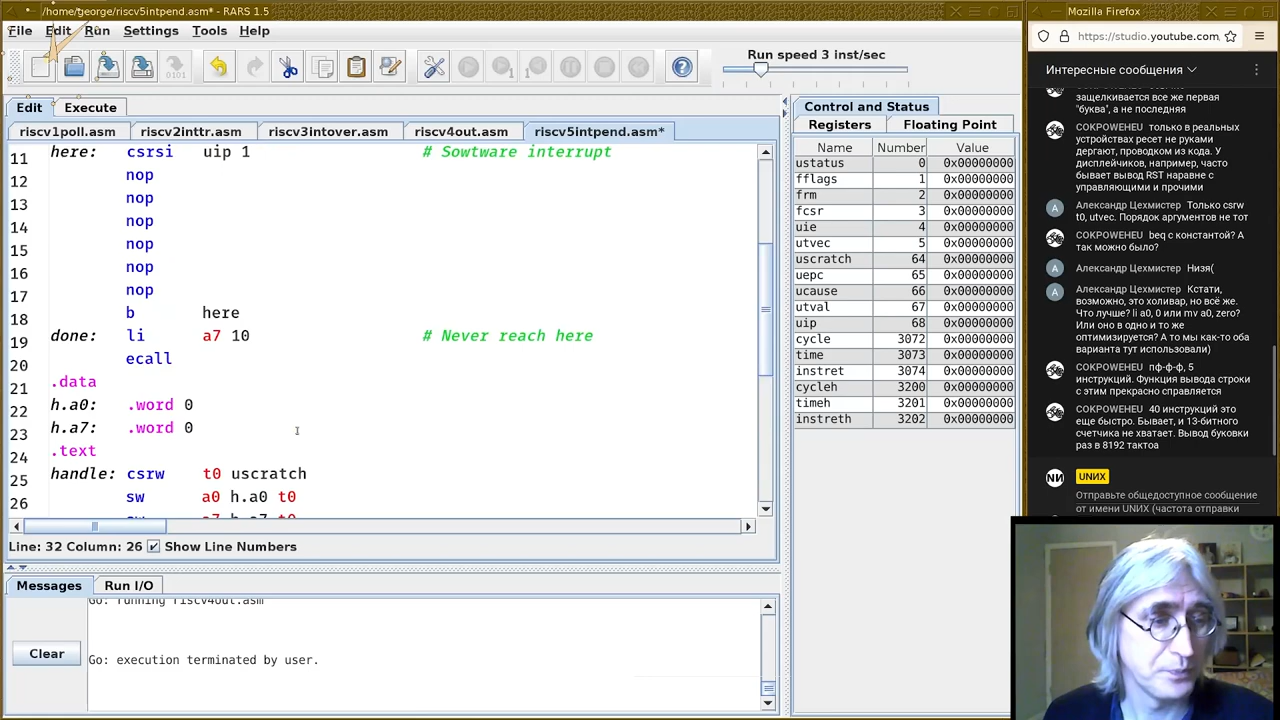 /home/george/riscv5intpend.asm* - RARS 1.5
File Edit Run Settings Tools Help
Run speed 3 inst/sec
Edit Execute
riscv1poll.asm riscv2inttr.asm riscv3intover.asm riscv4out.asm riscv5intpend.asm*
11 here: csrsi uip 1 # Sowtware interrupt
12 nop
13 nop
14 nop
15 nop
16 nop
17 nop
18 b here
19 done: li a7 10 # Never reach here
20 ecall
21 .data
22 h.a0: .word 0
23 h.a7: .word 0
24 .text
25 handle: csrw t0 uscratch
26 sw a0 h.a0 t0
Line: 32 Column: 26 Show Line Numbers
Messages Run I/O
Go: running riscv4out.asm
Go: execution terminated by user.
Clear
Control and Status
Registers Floating Point
Name Number Value
ustatus 0 0x00000000
fflags 1 0x00000000
frm 2 0x00000000
fcsr 3 0x00000000
uie 4 0x00000000
utvec 5 0x00000000
uscratch 64 0x00000000
uepc 65 0x00000000
ucause 66 0x00000000
utval 67 0x00000000
uip 68 0x00000000
cycle 3072 0x00000000
time 3073 0x00000000
instret 3074 0x00000000
cycleh 3200 0x00000000
timeh 3201 0x00000000
instreth 3202 0x00000000
Mozilla Firefox
https://studio.youtube.com
Интересные сообщения
защелкивается все же первая
"буква", а не последняя
COKPOWEHEU только в реальных
устройствах ресет не руками
дергают, проводком из кода. У
дисплейчиков, например, часто
бывает вывод RST наравне с
управляющими и прочими
Александр Цехмистер Только csrw
t0, utvec. Порядок аргументов не тот
COKPOWEHEU beq с константой? А
так можно было?
Александр Цехмистер Низя(
Александр Цехмистер Кстати,
возможно, это холивар, но всё же.
Что лучше? li a0, 0 или mv a0, zero?
Или оно в одно и то же
оптимизируется? А то мы как-то оба
варианта тут использовали)
COKPOWEHEU пф-ф-ф, 5
инструкций. Функция вывода строки
с этим прекрасно справляется
COKPOWEHEU 40 инструкций это
еще быстро. Бывает, и 13-битного
счетчика не хватает. Вывод буковки
раз в 8192 тактоа
UNИX
Отправьте общедоступное сообщение
от имени UNИX (частота отправки